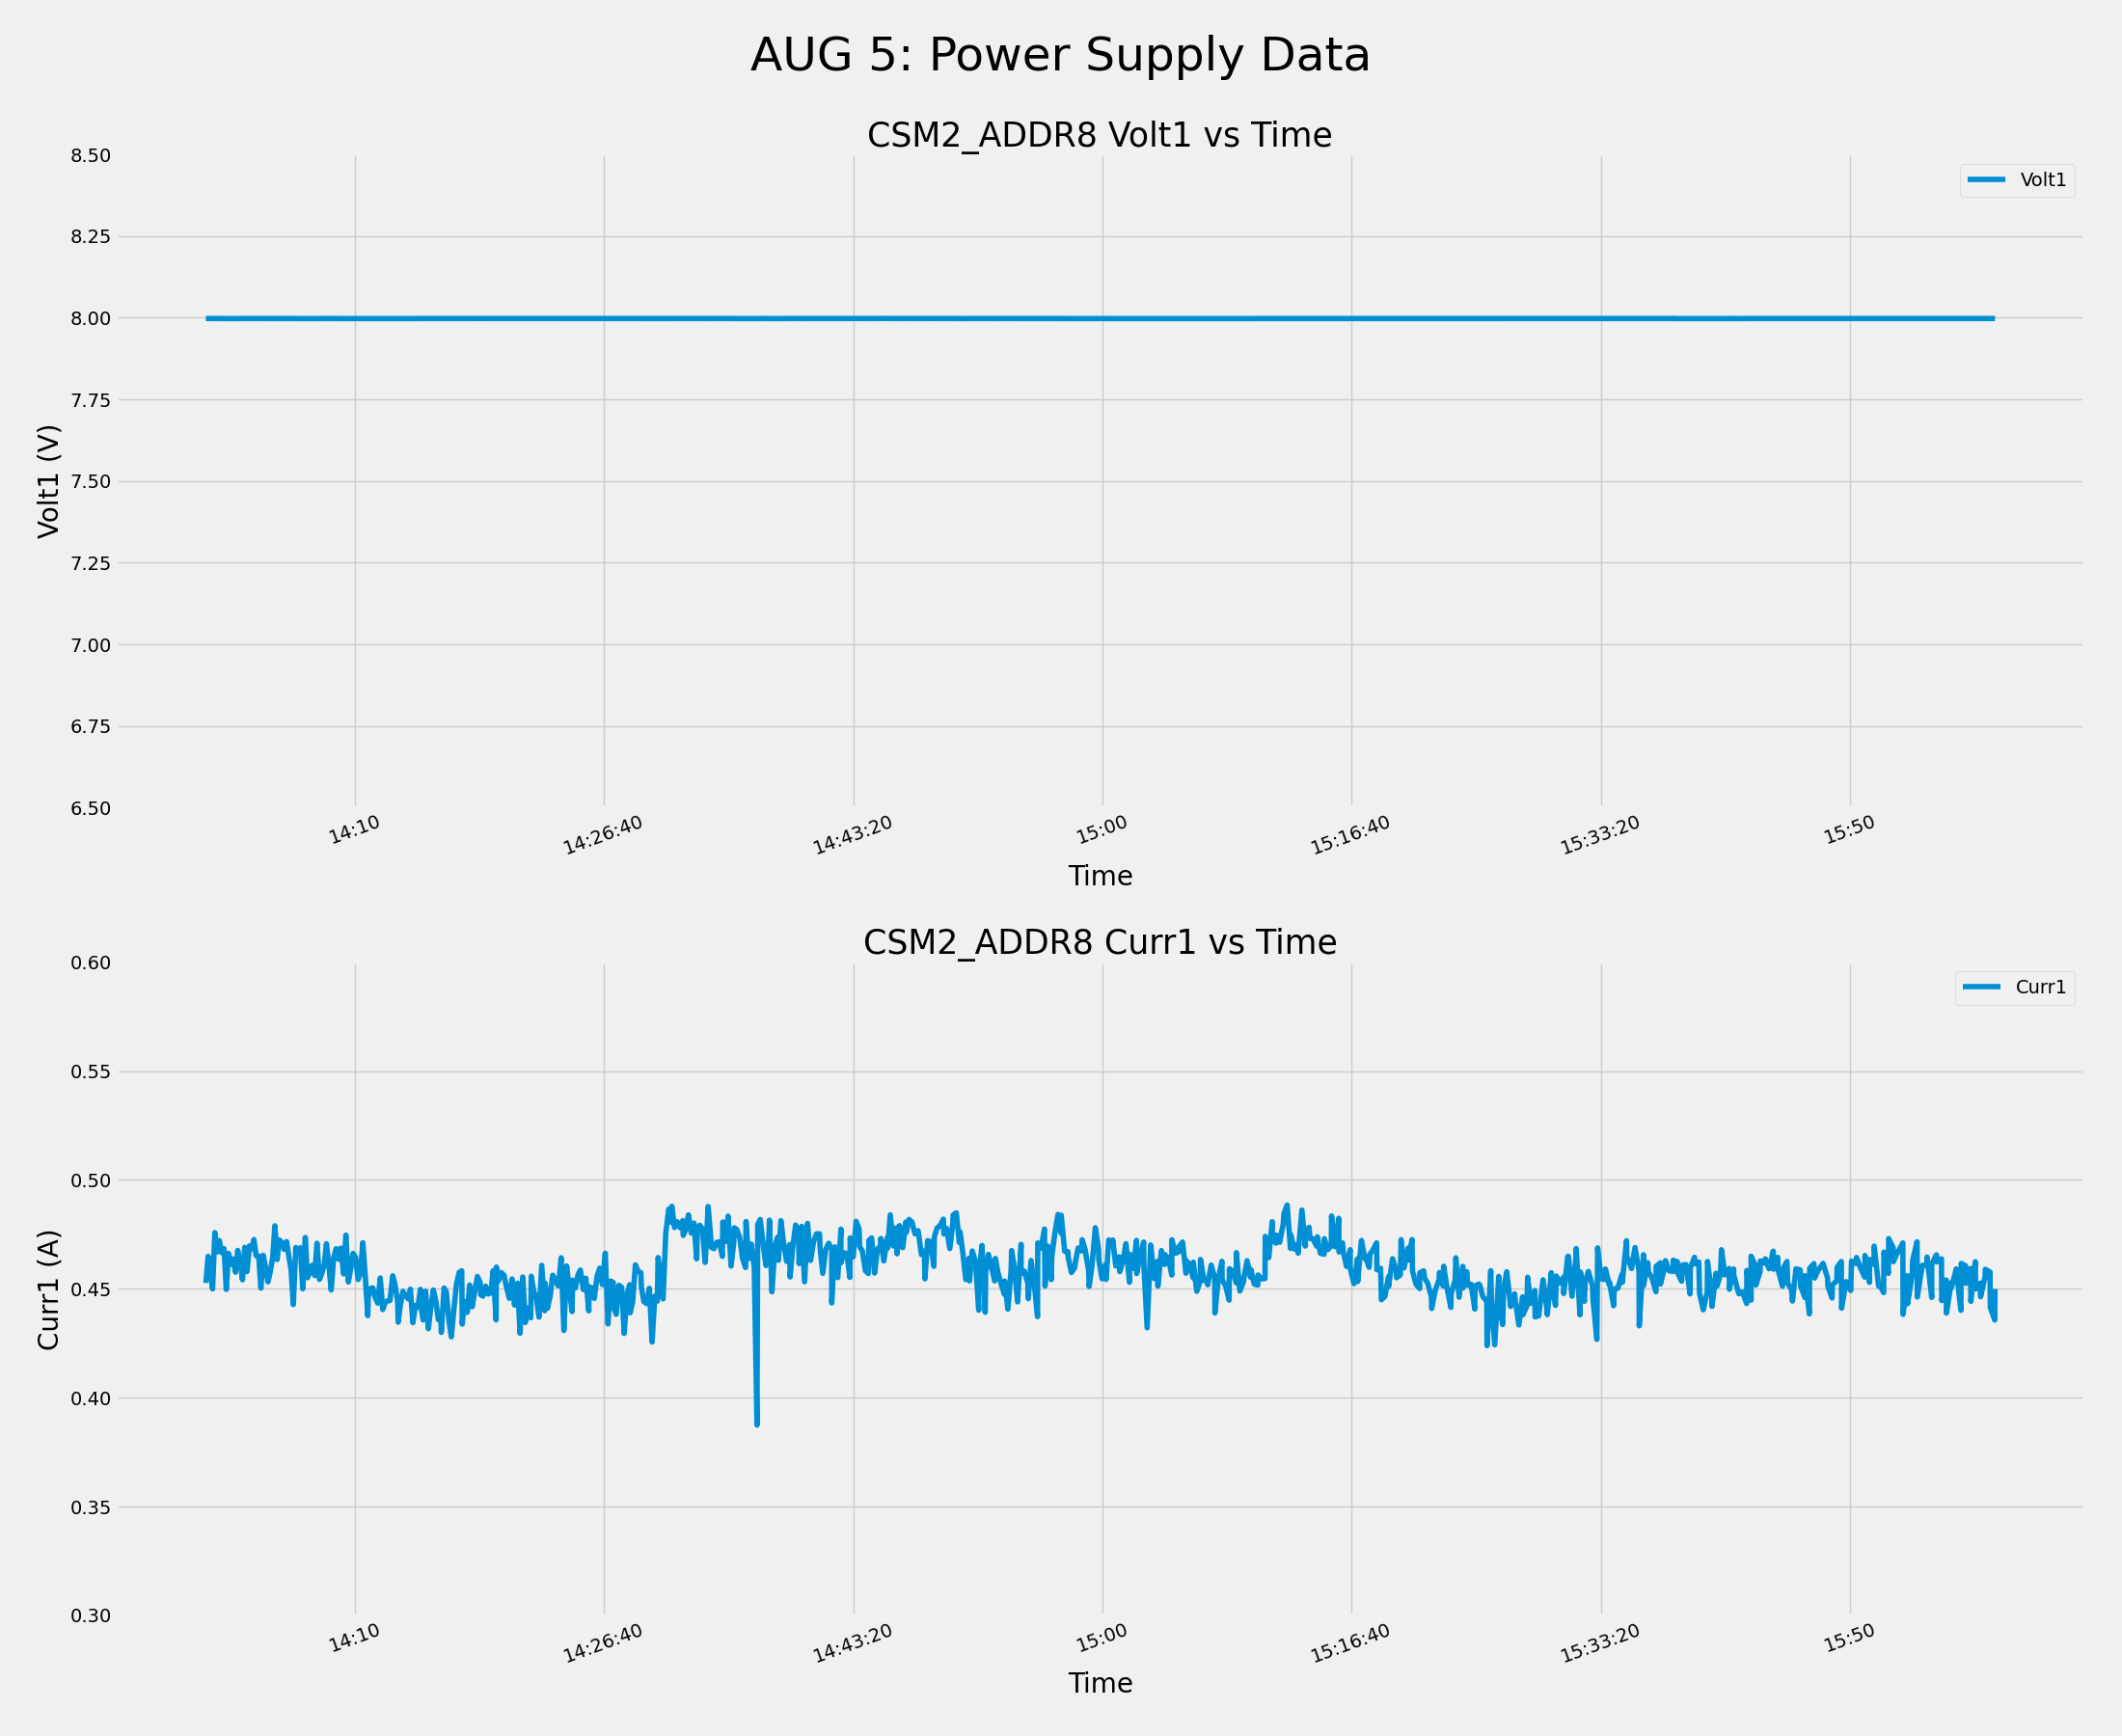 AUG 5: Power Supply Data
CSM2_ADDR8 Volt1 vs Time
Volt1
8.50
8.25
8.00
7.75
7.50
7.25
7.00
6.75
6.50
Volt1 (V)
14:10 14:26:40 14:43:20 15:00 15:16:40 15:33:20 15:50
Time
CSM2_ADDR8 Curr1 vs Time
Curr1
0.60
0.55
0.50
0.45
0.40
0.35
0.30
Curr1 (A)
14:10 14:26:40 14:43:20 15:00 15:16:40 15:33:20 15:50
Time